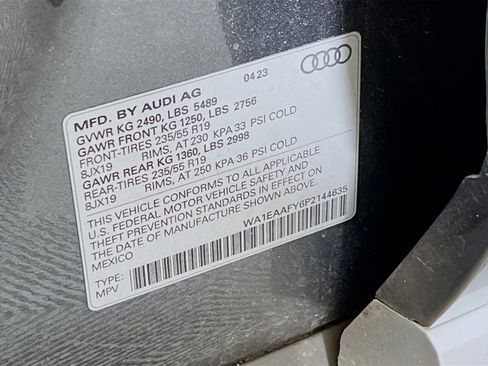 MFD. BY AUDI AG 04 23
GVWR KG 2490, LBS 5489
GAWR FRONT KG 1250, LBS 2756
FRONT-TIRES 235/55 R19
8JX19 RIMS, AT 230 KPA 33 PSI COLD
GAWR REAR KG 1360, LBS 2998
REAR-TIRES 235/55 R19
8JX19 RIMS, AT 250 KPA 36 PSI COLD
THIS VEHICLE CONFORMS TO ALL APPLICABLE
U.S. FEDERAL MOTOR VEHICLE SAFETY AND
THEFT PREVENTION STANDARDS IN EFFECT ON
THE DATE OF MANUFACTURE SHOWN ABOVE.
MEXICO
WA1EAAFY6P2144635
TYPE:
MPV